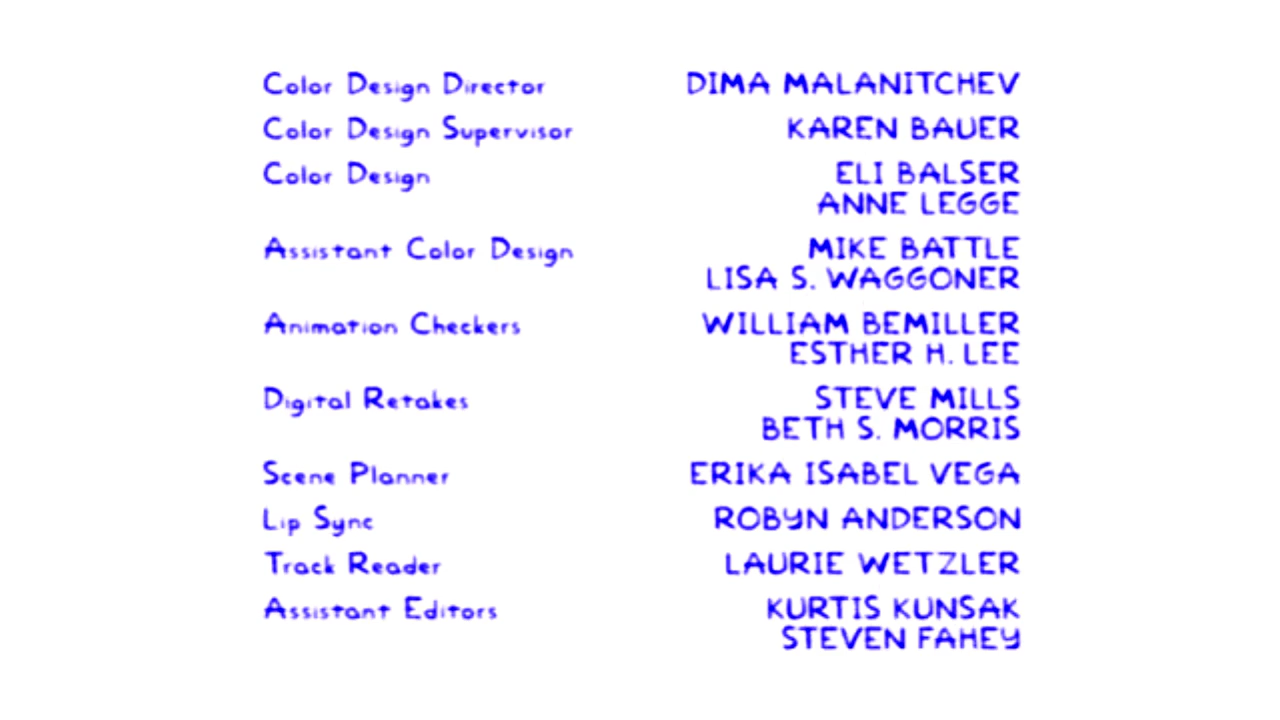 Color Design Director DIMA MALANITCHEV
Color Design Supervisor KAREN BAUER
Color Design ELI BALSER
ANNE LEGGE
Assistant Color Design MIKE BATTLE
LISA S. WAGGONER
Animation Checkers WILLIAM BEMILLER
ESTHER H. LEE
Digital Retakes STEVE MILLS
BETH S. MORRIS
Scene Planner ERIKA ISABEL VEGA
Lip Sync ROBYN ANDERSON
Track Reader LAURIE WETZLER
Assistant Editors KURTIS KUNSAK
STEVEN FAHEY